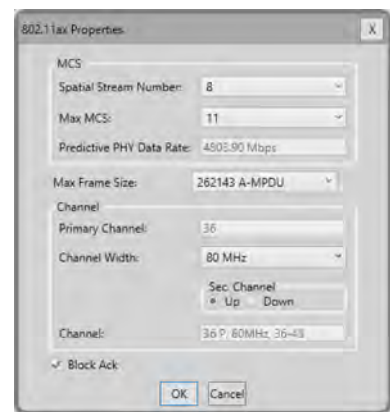 802.11ax Properties
X
MCS
Spatial Stream Number: 8
Max MCS: 11
Predictive PHY Data Rate: 4803.90 Mbps
Max Frame Size: 262143 A-MPDU
Channel
Primary Channel: 36
Channel Width: 80 MHz
Sec. Channel
Up Down
Channel: 36 P, 80MHz, 36-48
Block Ack
OK Cancel